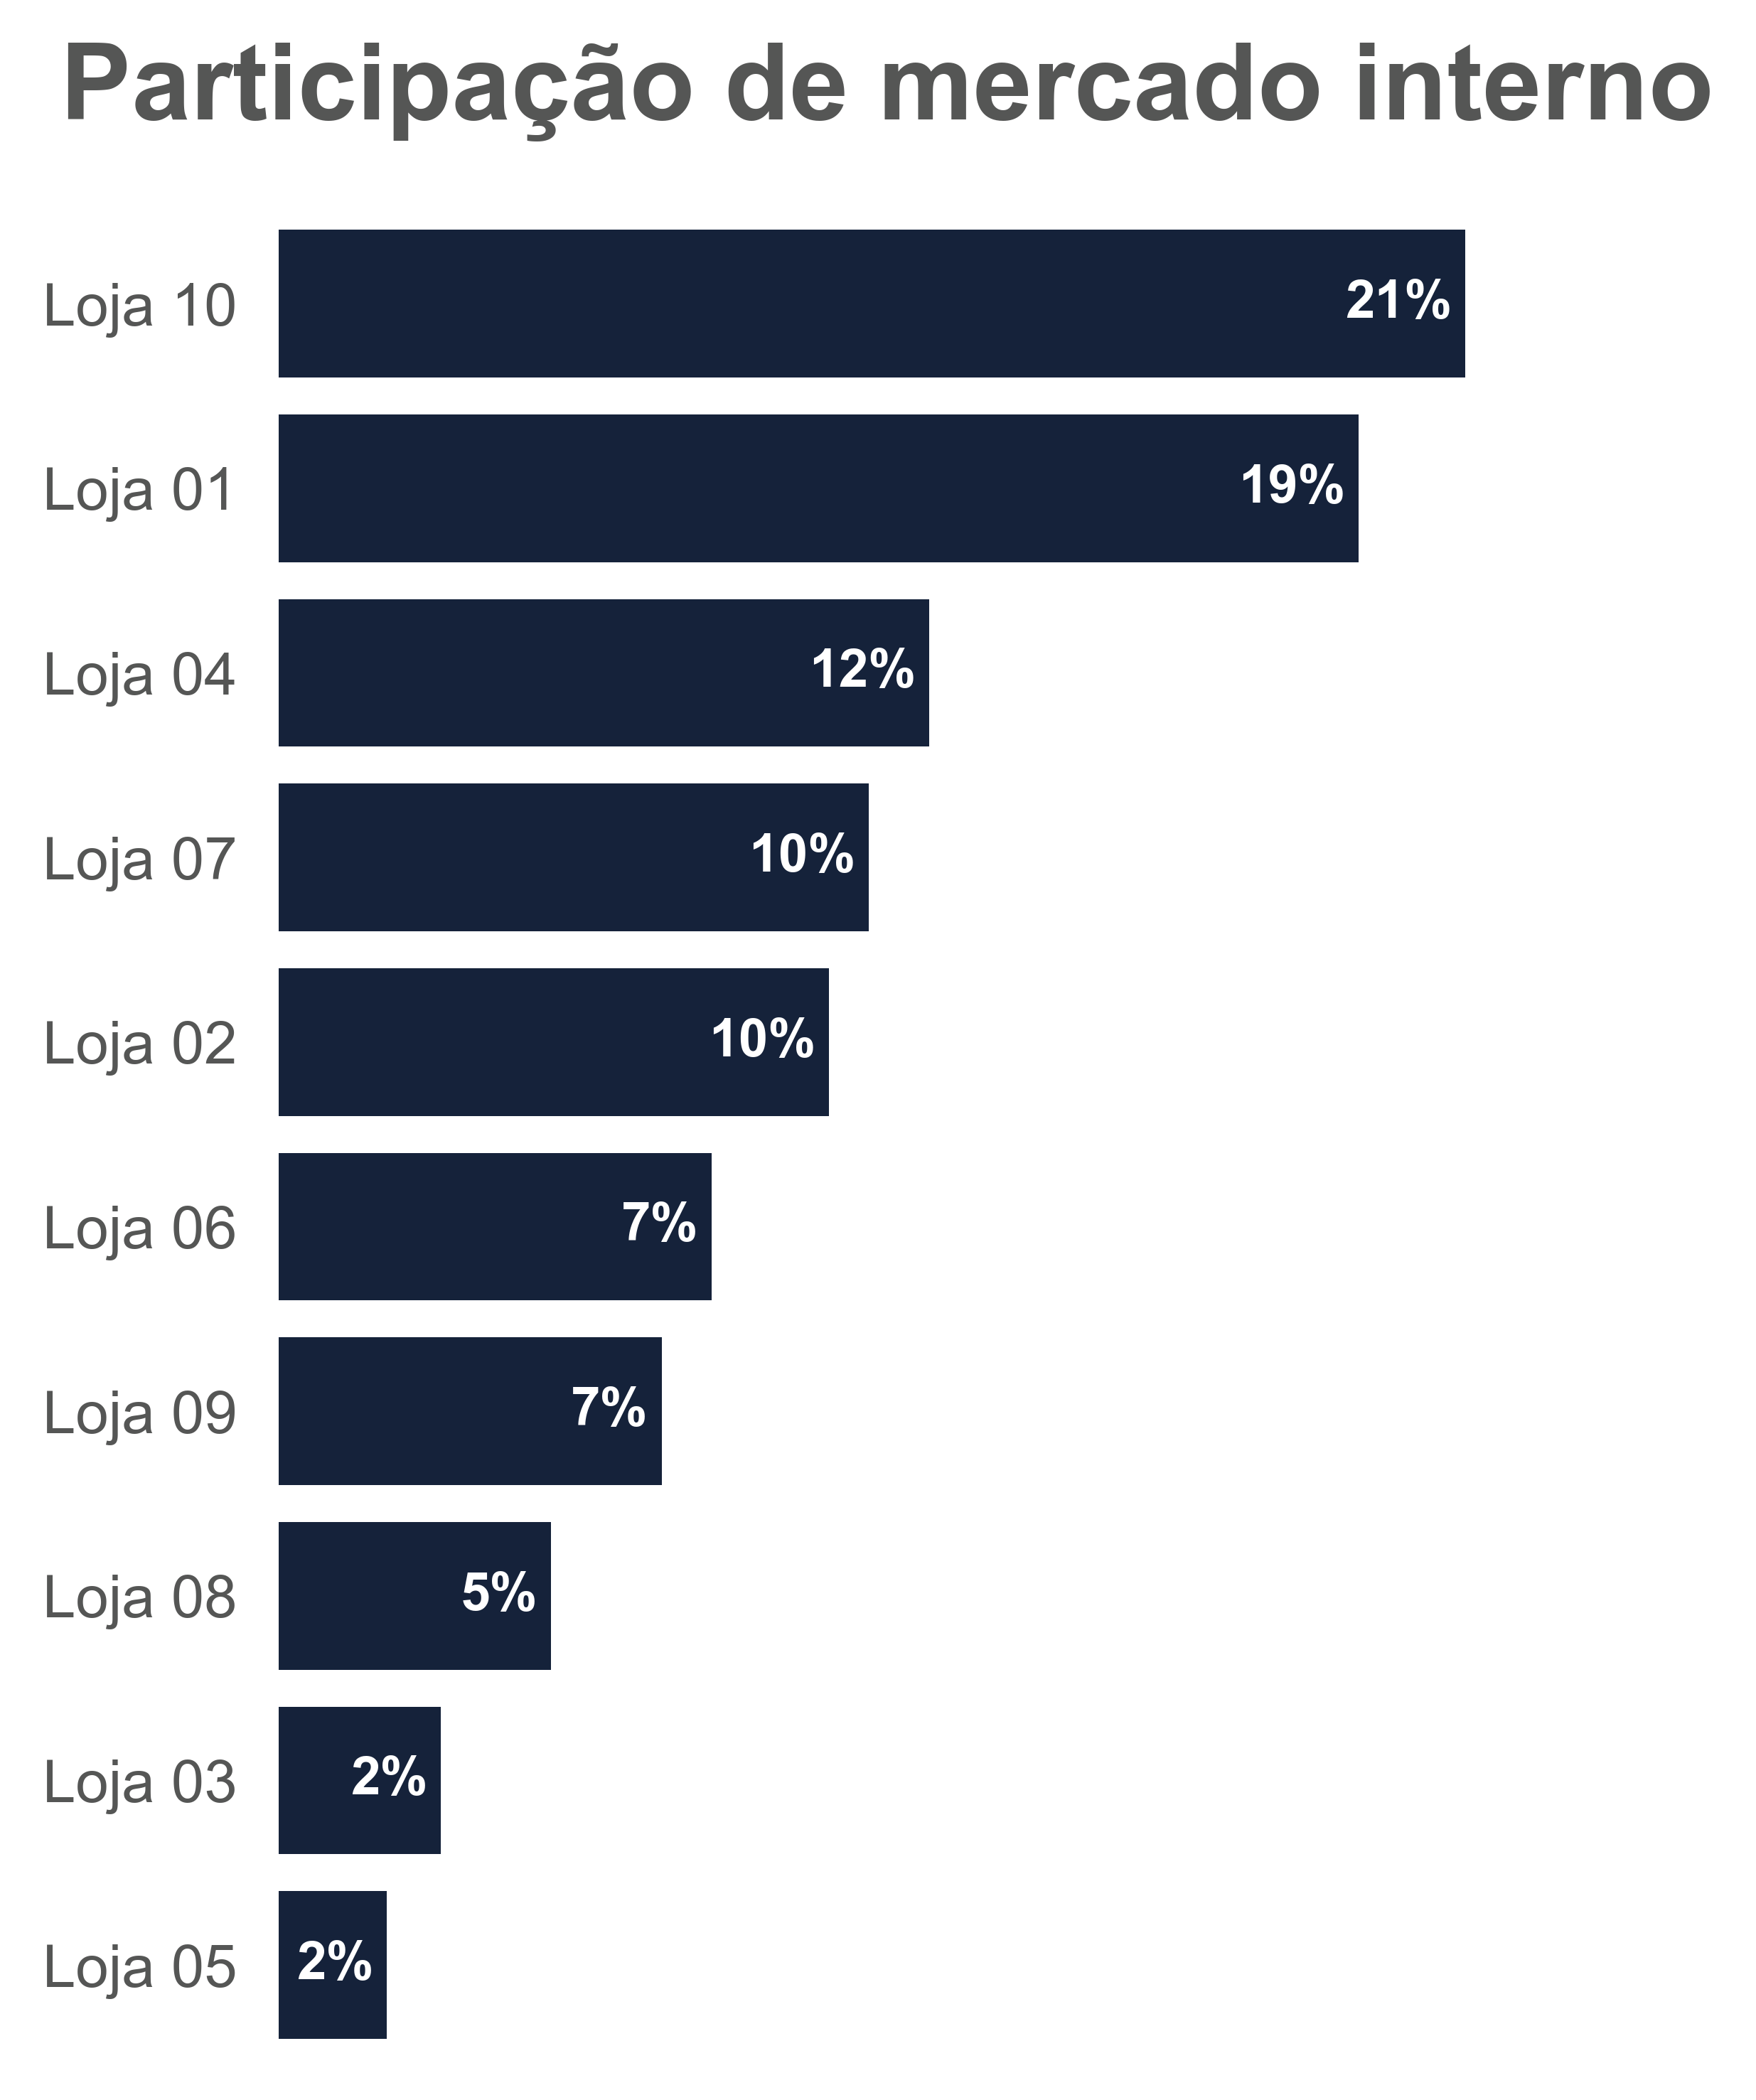 Participação de mercado interno
Loja 10 21%
Loja 01 19%
Loja 04 12%
Loja 07 10%
Loja 02 10%
Loja 06 7%
Loja 09 7%
Loja 08 5%
Loja 03 2%
Loja 05 2%